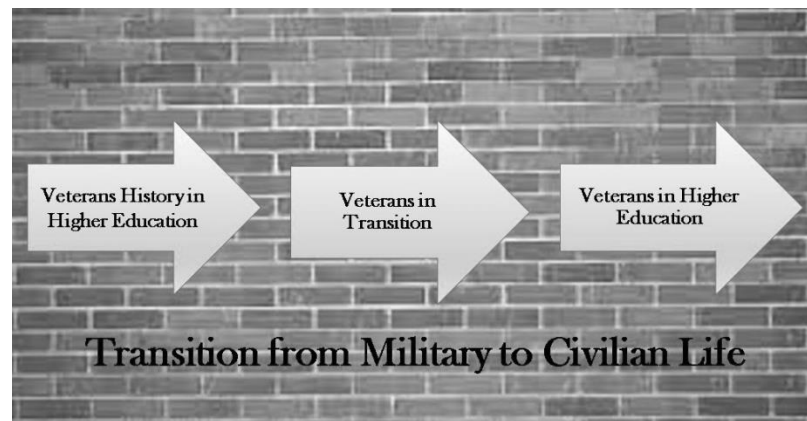 Veterans History in
Higher Education
Veterans in
Transition
Veterans in Higher
Education
Transition from Military to Civilian Life